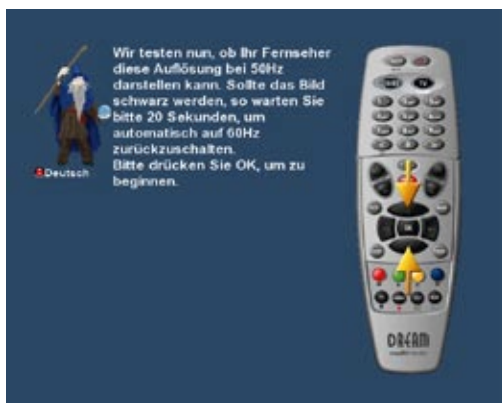 Wir testen nun, ob Ihr Fernseher
diese Auflösung bei 50Hz
darstellen kann. Sollte das Bild
schwarz werden, so warten Sie
bitte 20 Sekunden, um
automatisch auf 60Hz
zurückzuschalten.
Bitte drücken Sie OK, um zu
beginnen.
Deutsch
TV
DREAM